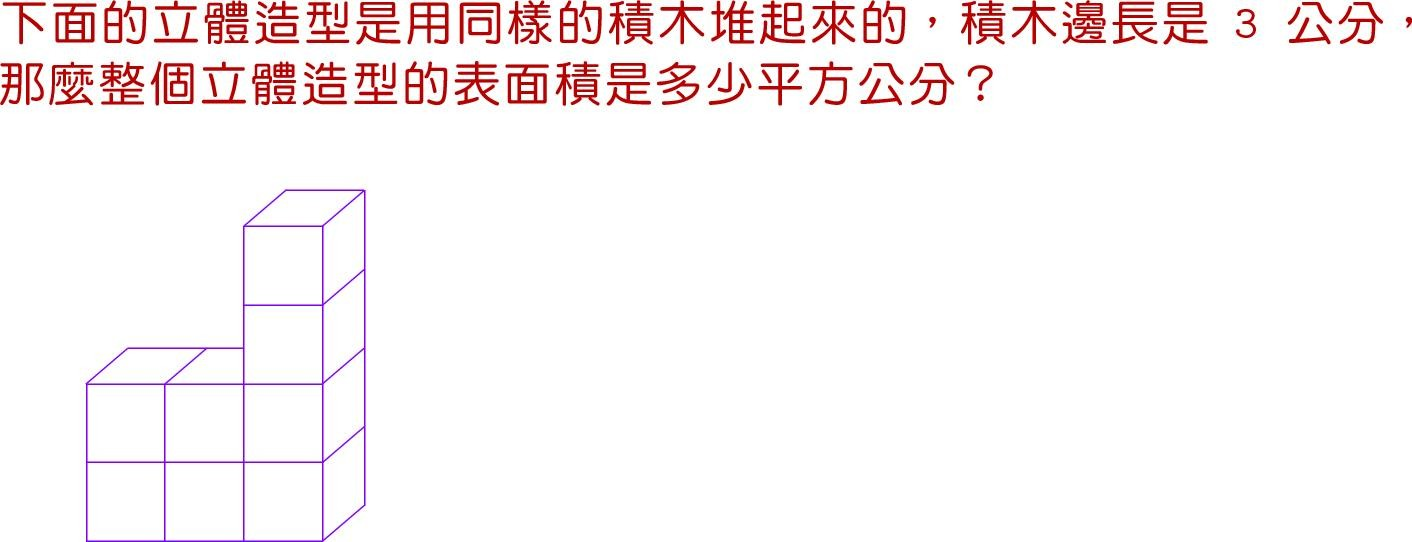 下面的立體造型是用同樣的積木堆起來的，積木邊長是 3 公分，
那麼整個立體造型的表面積是多少平方公分？